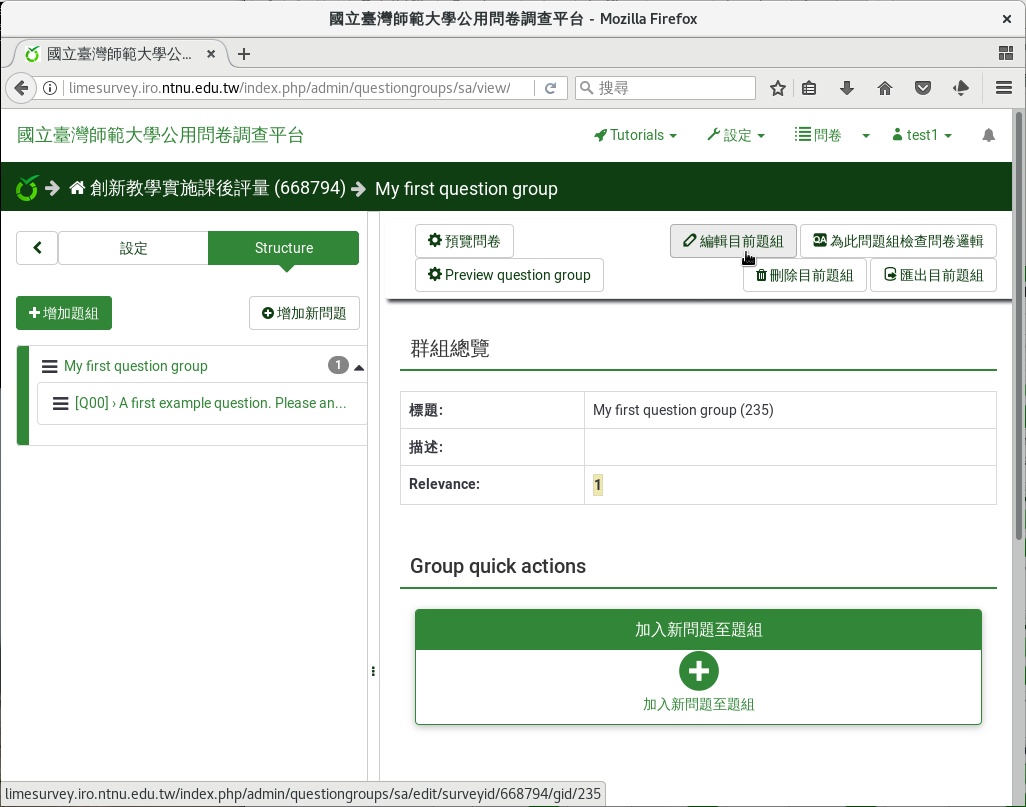 國立臺灣師範大學公用問卷調查平台 - Mozilla Firefox
國立臺灣師範大學公...
limesurvey.iro.ntnu.edu.tw/index.php/admin/questiongroups/sa/view/
搜尋
國立臺灣師範大學公用問卷調查平台
Tutorials
設定
問卷
test1
創新教學實施課後評量 (668794)
My first question group
設定
Structure
增加題組
增加新問題
My first question group
1
[Q00] › A first example question. Please an...
預覽問卷
編輯目前題組
QA 為此問題組檢查問卷邏輯
Preview question group
刪除目前題組
匯出目前題組
群組總覽
標題:
My first question group (235)
描述:
Relevance:
1
Group quick actions
加入新問題至題組
加入新問題至題組
limesurvey.iro.ntnu.edu.tw/index.php/admin/questiongroups/sa/edit/surveyid/668794/gid/235